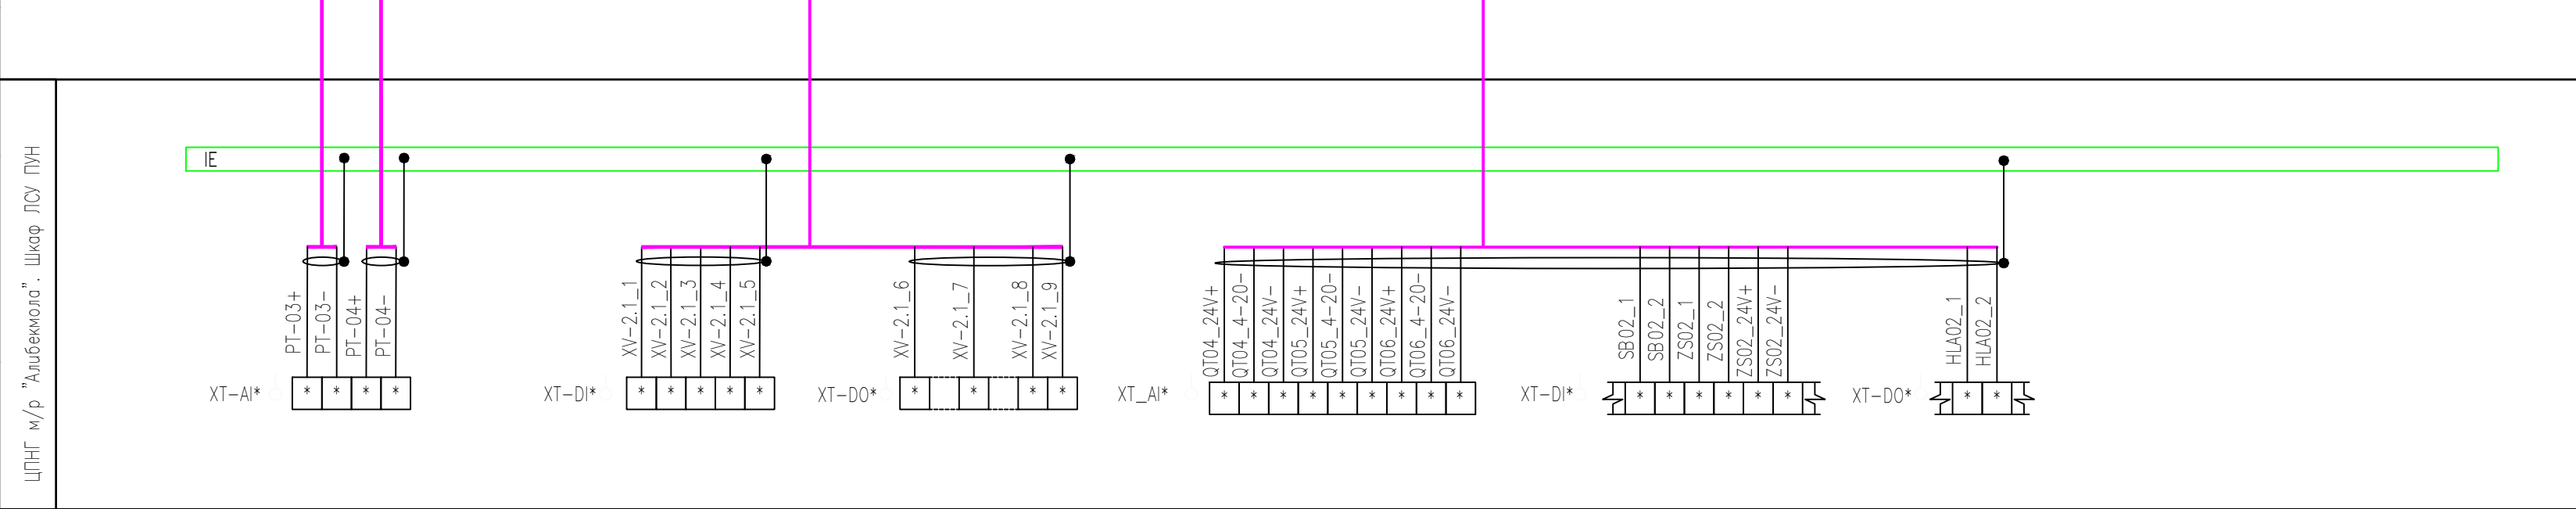 ЦПНГ м/р "Алибекмола". Шкаф ЛСУ ПУН
IE
PT-03+
PT-03-
PT-04+
PT-04-
XV-2.1_1
XV-2.1_2
XV-2.1_3
XV-2.1_4
XV-2.1_5
XV-2.1_6
XV-2.1_7
XV-2.1_8
XV-2.1_9
QT04_24V+
QT04_4-20-
QT04_24V-
QT05_24V+
QT05_4-20-
QT05_24V-
QT06_24V+
QT06_4-20-
QT06_24V-
SB02_1
SB02_2
ZS02_1
ZS02_2
ZS02_24V+
ZS02_24V-
HLA02_1
HLA02_2
XT-AI* * * * *
XT-DI* * * * * *
XT-DO* * * * *
XT_AI* * * * * * * * * *
XT-DI* * * * * * *
XT-DO* * *